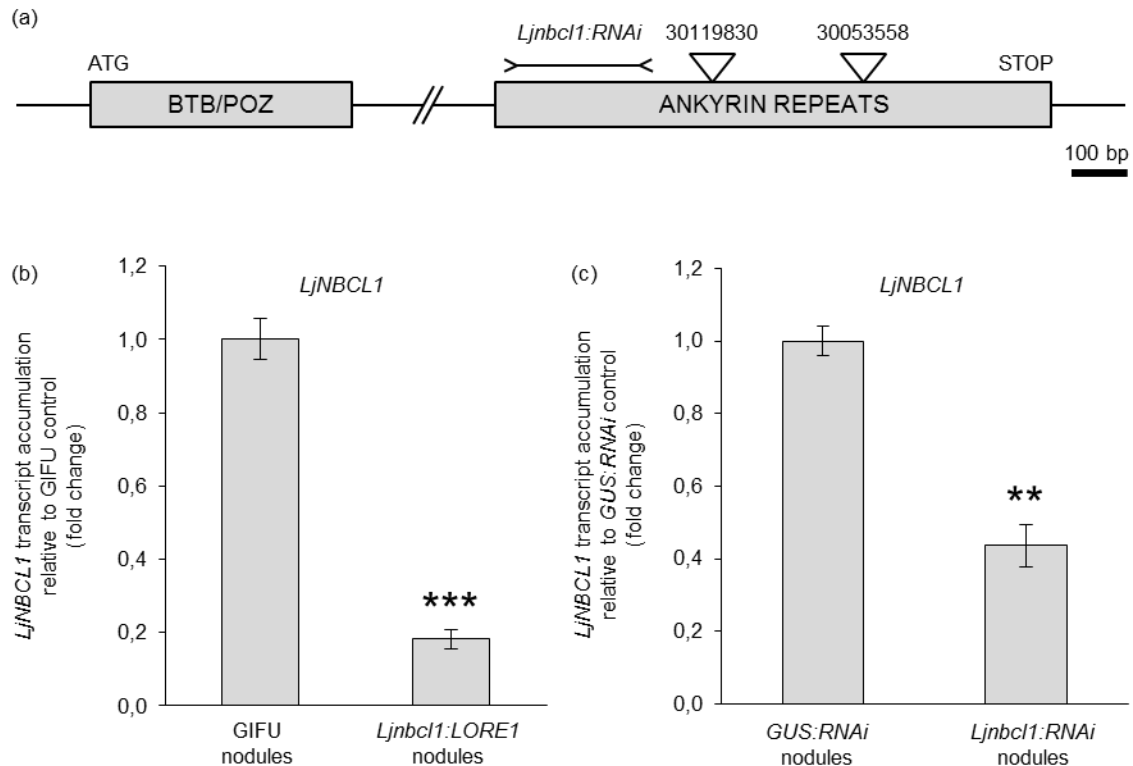 (a)
Ljnbcl1:RNAi 30119830 30053558
ATG STOP
BTB/POZ ANKYRIN REPEATS
100 bp
(b)
LjNBCL1
LjNBCL1 transcript accumulation
relative to GIFU control
(fold change)
1,2
1,0
0,8
0,6
0,4
0,2
0,0
***
GIFU
nodules
Ljnbcl1:LORE1
nodules
(c)
LjNBCL1
LjNBCL1 transcript accumulation
relative to GUS:RNAi control
(fold change)
1,2
1,0
0,8
0,6
0,4
0,2
0,0
**
GUS:RNAi
nodules
Ljnbcl1:RNAi
nodules